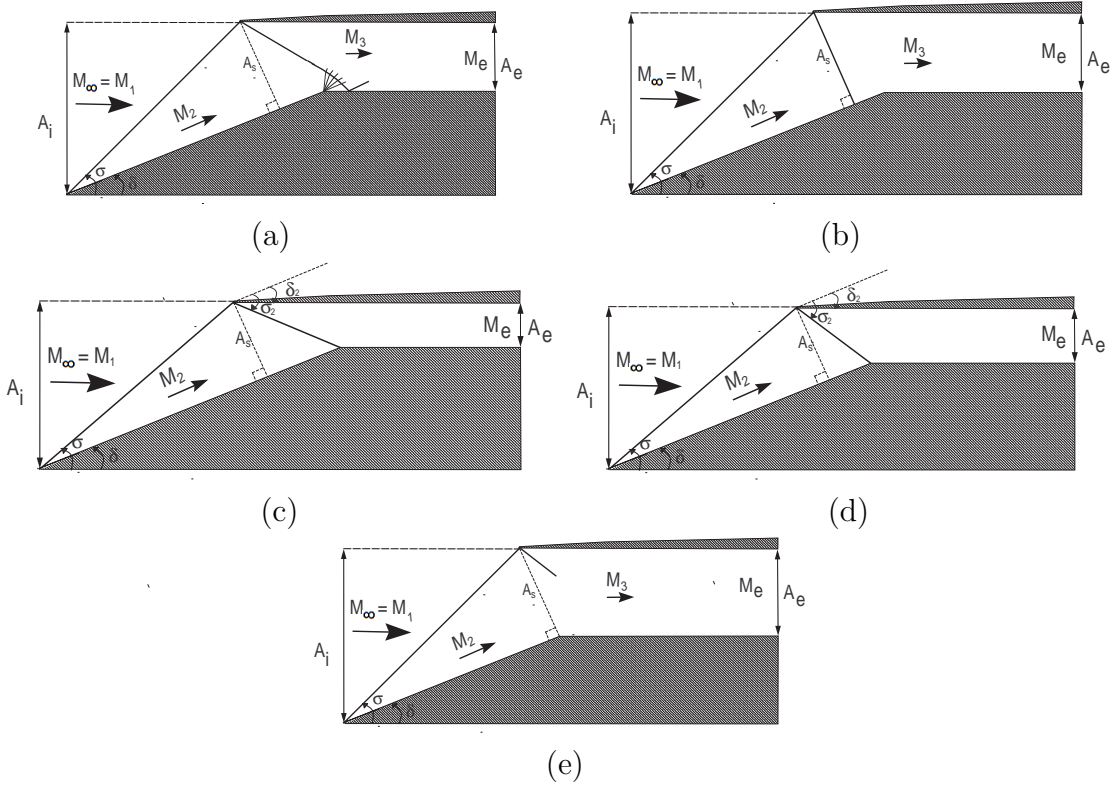 M∞ = M1
Ai
σ
δ
M2
As
M3
Me
Ae
(a)
M∞ = M1
Ai
σ
δ
M2
As
M3
Me
Ae
(b)
M∞ = M1
Ai
σ
δ
M2
As
δ2
σ2
Me
Ae
(c)
M∞ = M1
Ai
σ
δ
M2
As
δ2
σ2
Me
Ae
(d)
M∞ = M1
Ai
σ
δ
M2
As
M3
Me
Ae
(e)